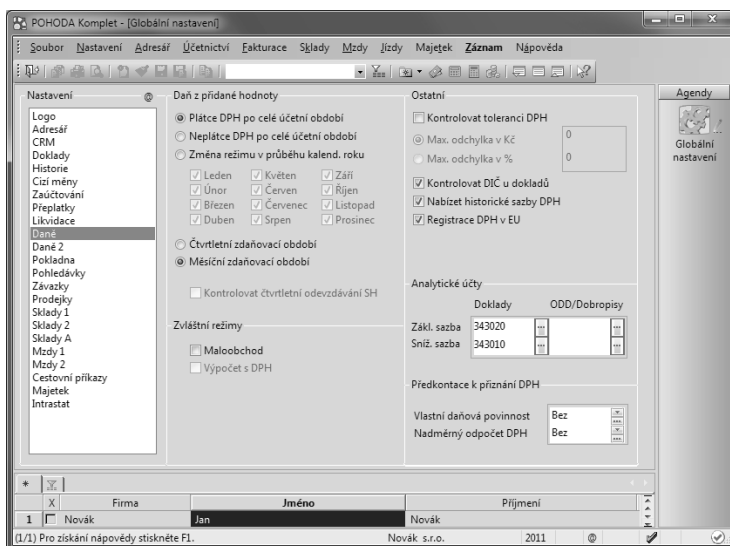 POHODA Komplet - [Globální nastavení]
Soubor Nastavení Adresář Účetnictví Fakturace Sklady Mzdy Jízdy Majetek Záznam Nápověda
Nastavení @
Logo
Adresář
CRM
Doklady
Historie
Cizí měny
Zaúčtování
Přeplatky
Likvidace
Daně
Daně 2
Pokladna
Pohledávky
Závazky
Prodejky
Sklady 1
Sklady 2
Sklady A
Mzdy 1
Mzdy 2
Cestovní příkazy
Majetek
Intrastat
Daň z přidané hodnoty
Plátce DPH po celé účetní období
Neplátce DPH po celé účetní období
Změna režimu v průběhu kalend. roku
Leden Květen Září
Únor Červen Říjen
Březen Červenec Listopad
Duben Srpen Prosinec
Čtvrtletní zdaňovací období
Měsíční zdaňovací období
Kontrolovat čtvrtletní odevzdávání SH
Zvláštní režimy
Maloobchod
Výpočet s DPH
Ostatní
Kontrolovat toleranci DPH
Max. odchylka v Kč 0
Max. odchylka v % 0
Kontrolovat DIČ u dokladů
Nabízet historické sazby DPH
Registrace DPH v EU
Analytické účty
Doklady ODD/Dobropisy
Zákl. sazba 343020
Sníž. sazba 343010
Předkontace k přiznání DPH
Vlastní daňová povinnost Bez
Nadměrný odpočet DPH Bez
Agendy
Globální
nastavení
X Firma Jméno Příjmení
1 Novák Jan Novák
(1/1) Pro získání nápovědy stiskněte F1. Novák s.r.o. 2011 @